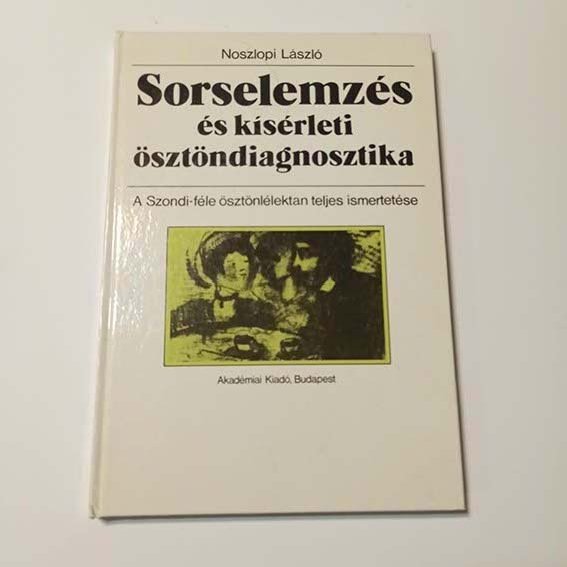 Noszlopi László
Sorselemzés
és kísérleti
ösztöndiagnosztika
A Szondi-féle ösztönlélektan teljes ismertetése
Akadémiai Kiadó, Budapest